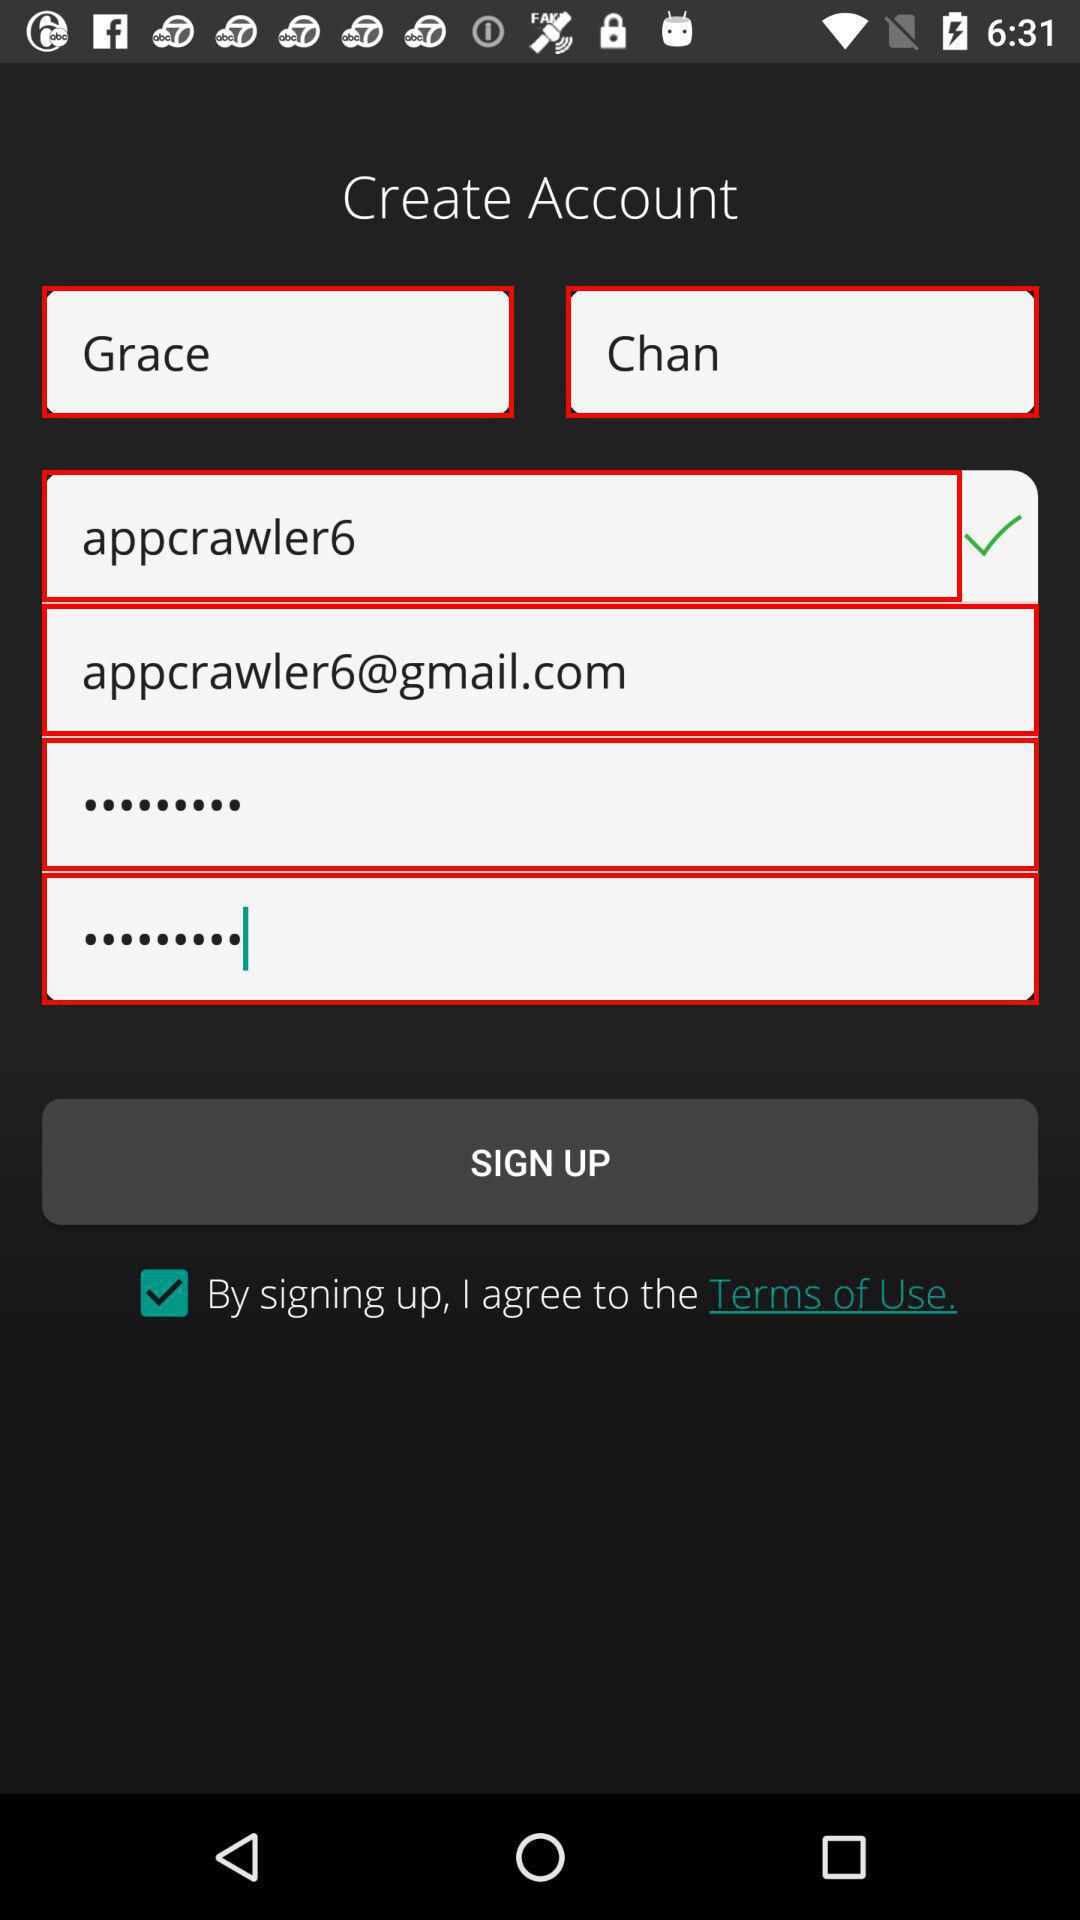 6:31
Create Account
Grace
Chan
appcrawler6
appcrawler6@gmail.com
•••••••••
•••••••••
SIGN UP
By signing up, I agree to the Terms of Use.